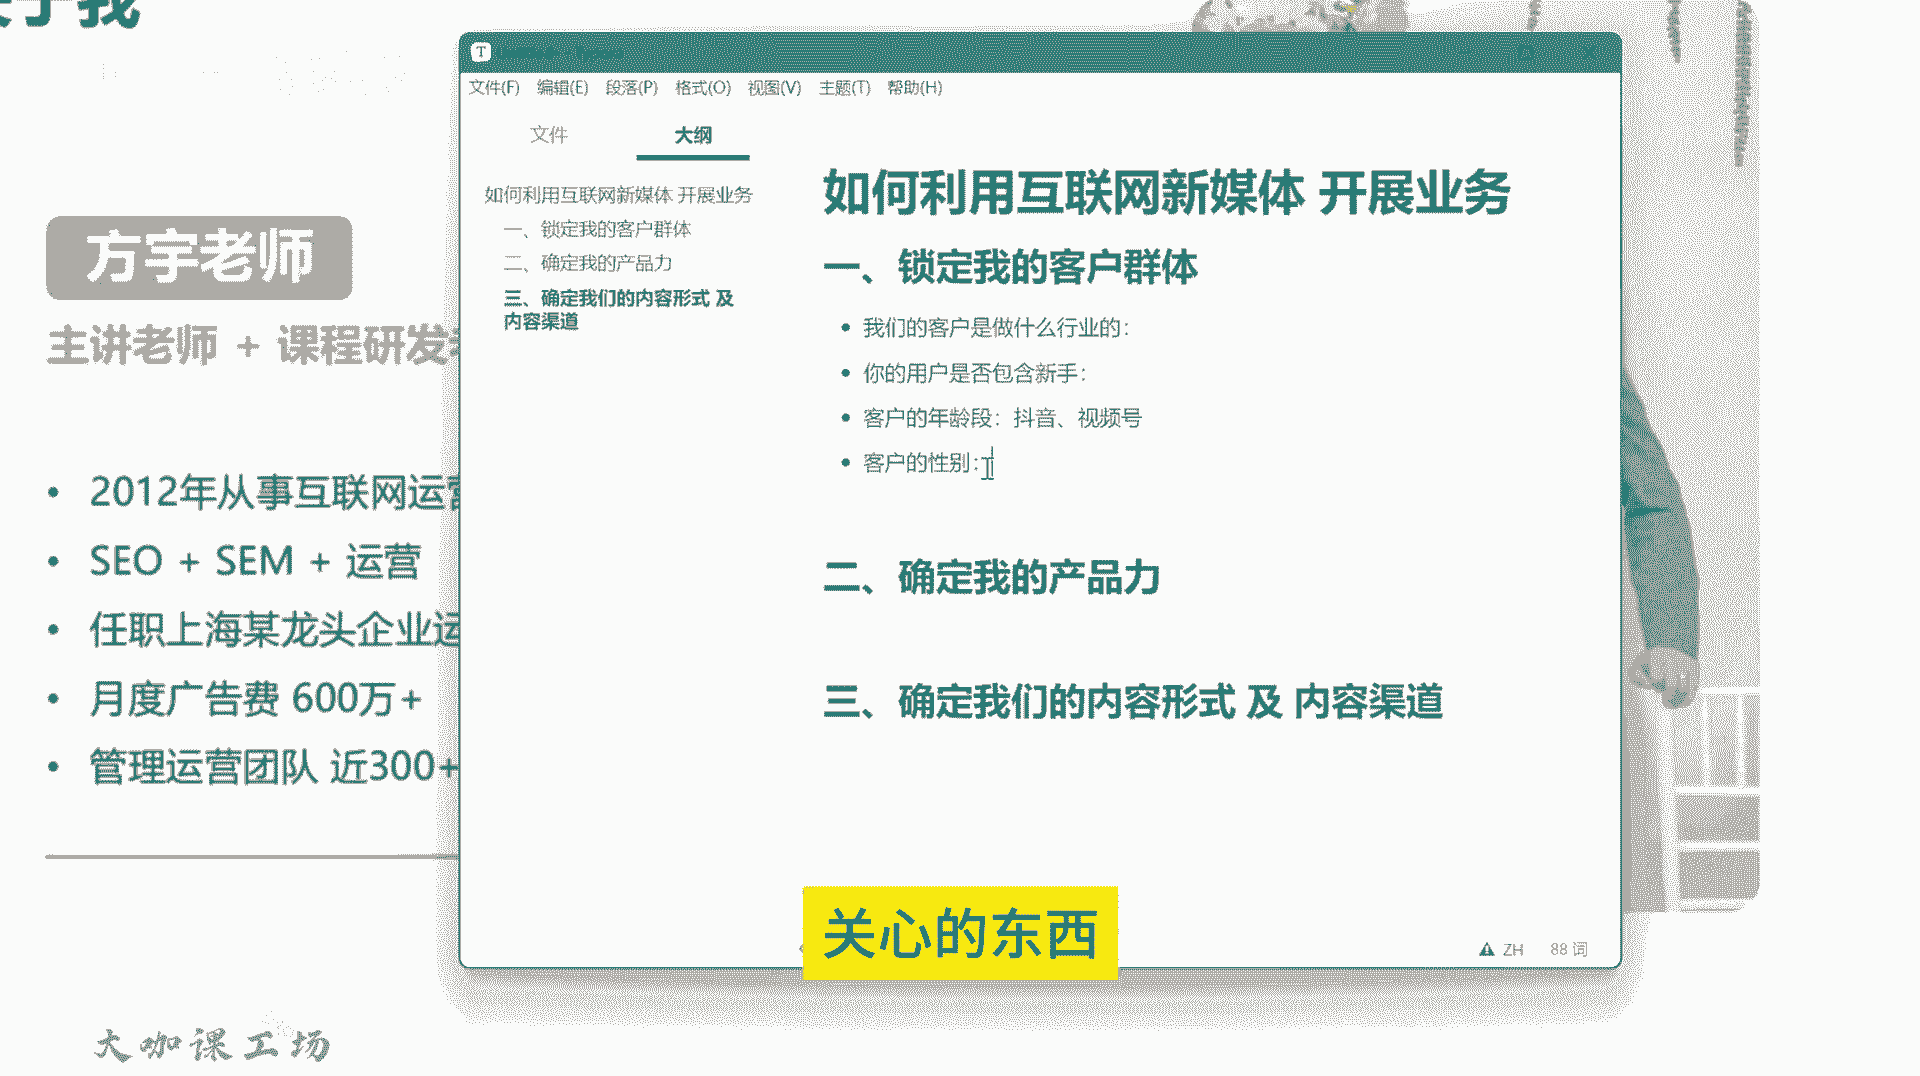 于我
方宇老师
主讲老师 + 课程研发
2012年从事互联网运营
SEO + SEM + 运营
任职上海某龙头企业运
月度广告费 600万+
管理运营团队 近300+
大咖课工场
T
文件(F) 编辑(E) 段落(P) 格式(O) 视图(V) 主题(T) 帮助(H)
文件 大纲
如何利用互联网新媒体 开展业务
一、锁定我的客户群体
二、确定我的产品力
三、确定我们的内容形式 及
内容渠道
如何利用互联网新媒体 开展业务
一、锁定我的客户群体
我们的客户是做什么行业的：
你的用户是否包含新手：
客户的年龄段：抖音、视频号
客户的性别：
二、确定我的产品力
三、确定我们的内容形式 及 内容渠道
关心的东西
ZH 88 词